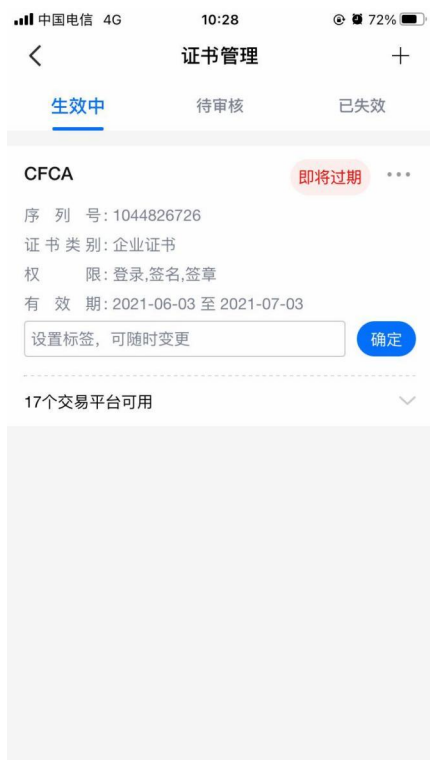 中国电信 4G 10:28 72%
证书管理
生效中 待审核 已失效
CFCA 即将过期
序列号:1044826726
证书类别:企业证书
权限:登录,签名,签章
有效期:2021-06-03 至 2021-07-03
设置标签，可随时变更 确定
17个交易平台可用